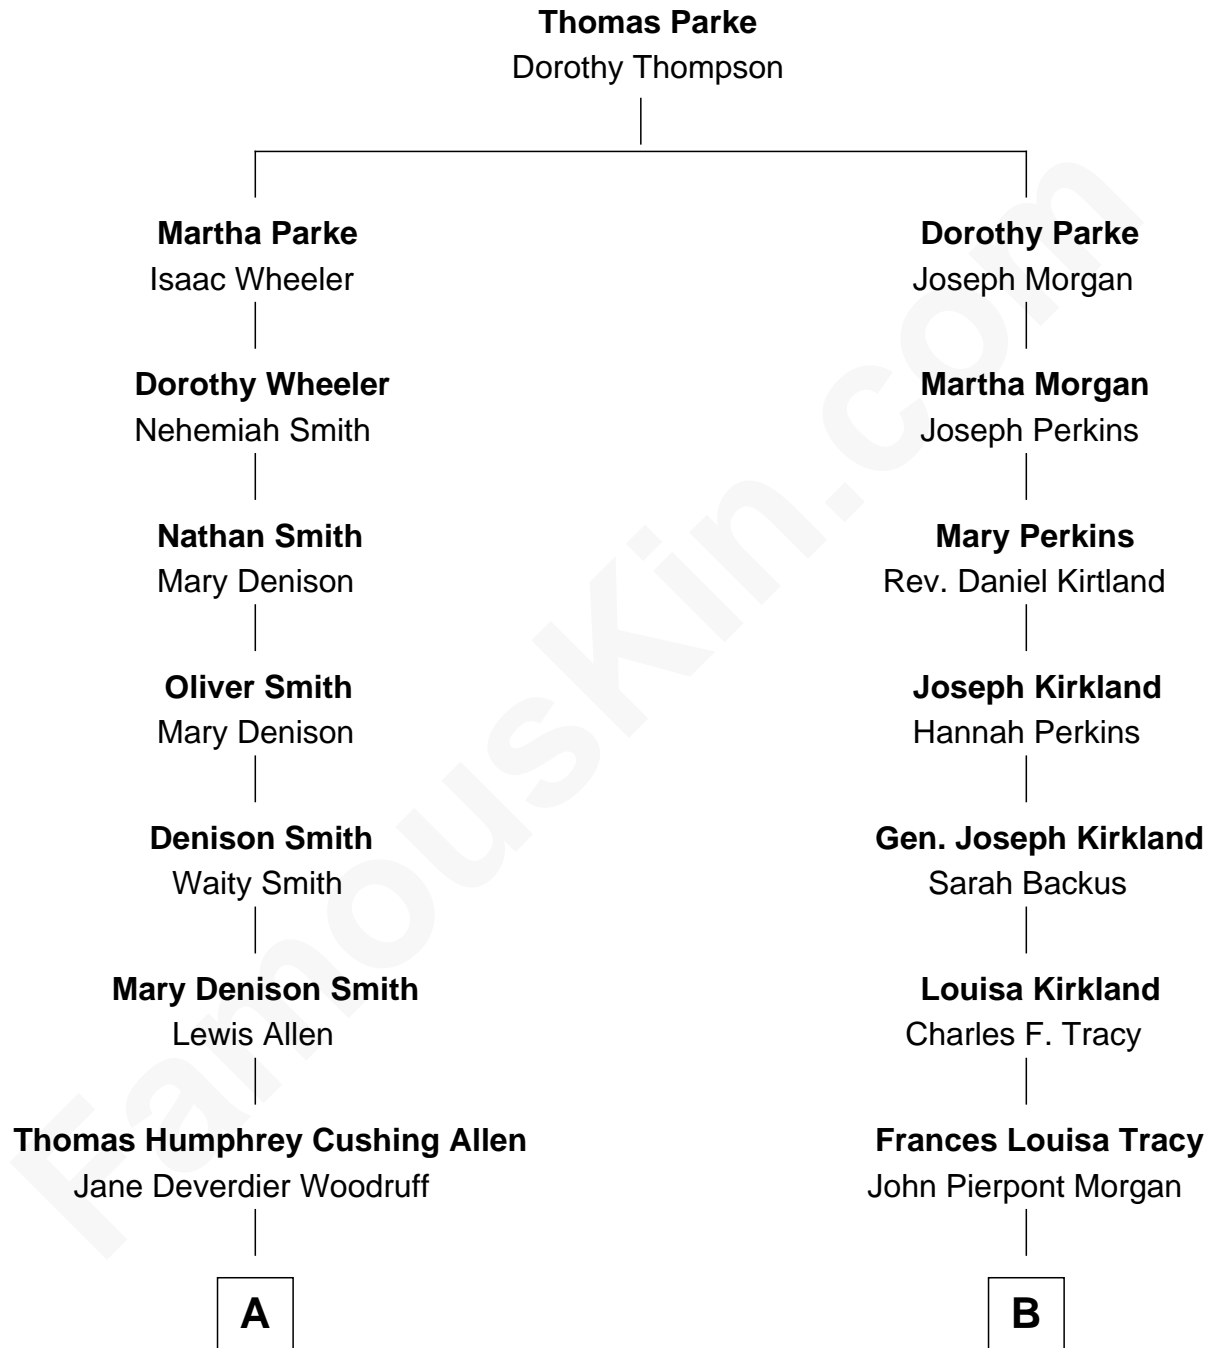 Thomas Parke
Dorothy Thompson
Martha Parke
Isaac Wheeler
Dorothy Wheeler
Nehemiah Smith
Nathan Smith
Mary Denison
Oliver Smith
Mary Denison
Denison Smith
Waity Smith
Mary Denison Smith
Lewis Allen
Thomas Humphrey Cushing Allen
Jane Deverdier Woodruff
A
Dorothy Parke
Joseph Morgan
Martha Morgan
Joseph Perkins
Mary Perkins
Rev. Daniel Kirtland
Joseph Kirkland
Hannah Perkins
Gen. Joseph Kirkland
Sarah Backus
Louisa Kirkland
Charles F. Tracy
Frances Louisa Tracy
John Pierpont Morgan
B
FamousKin.com